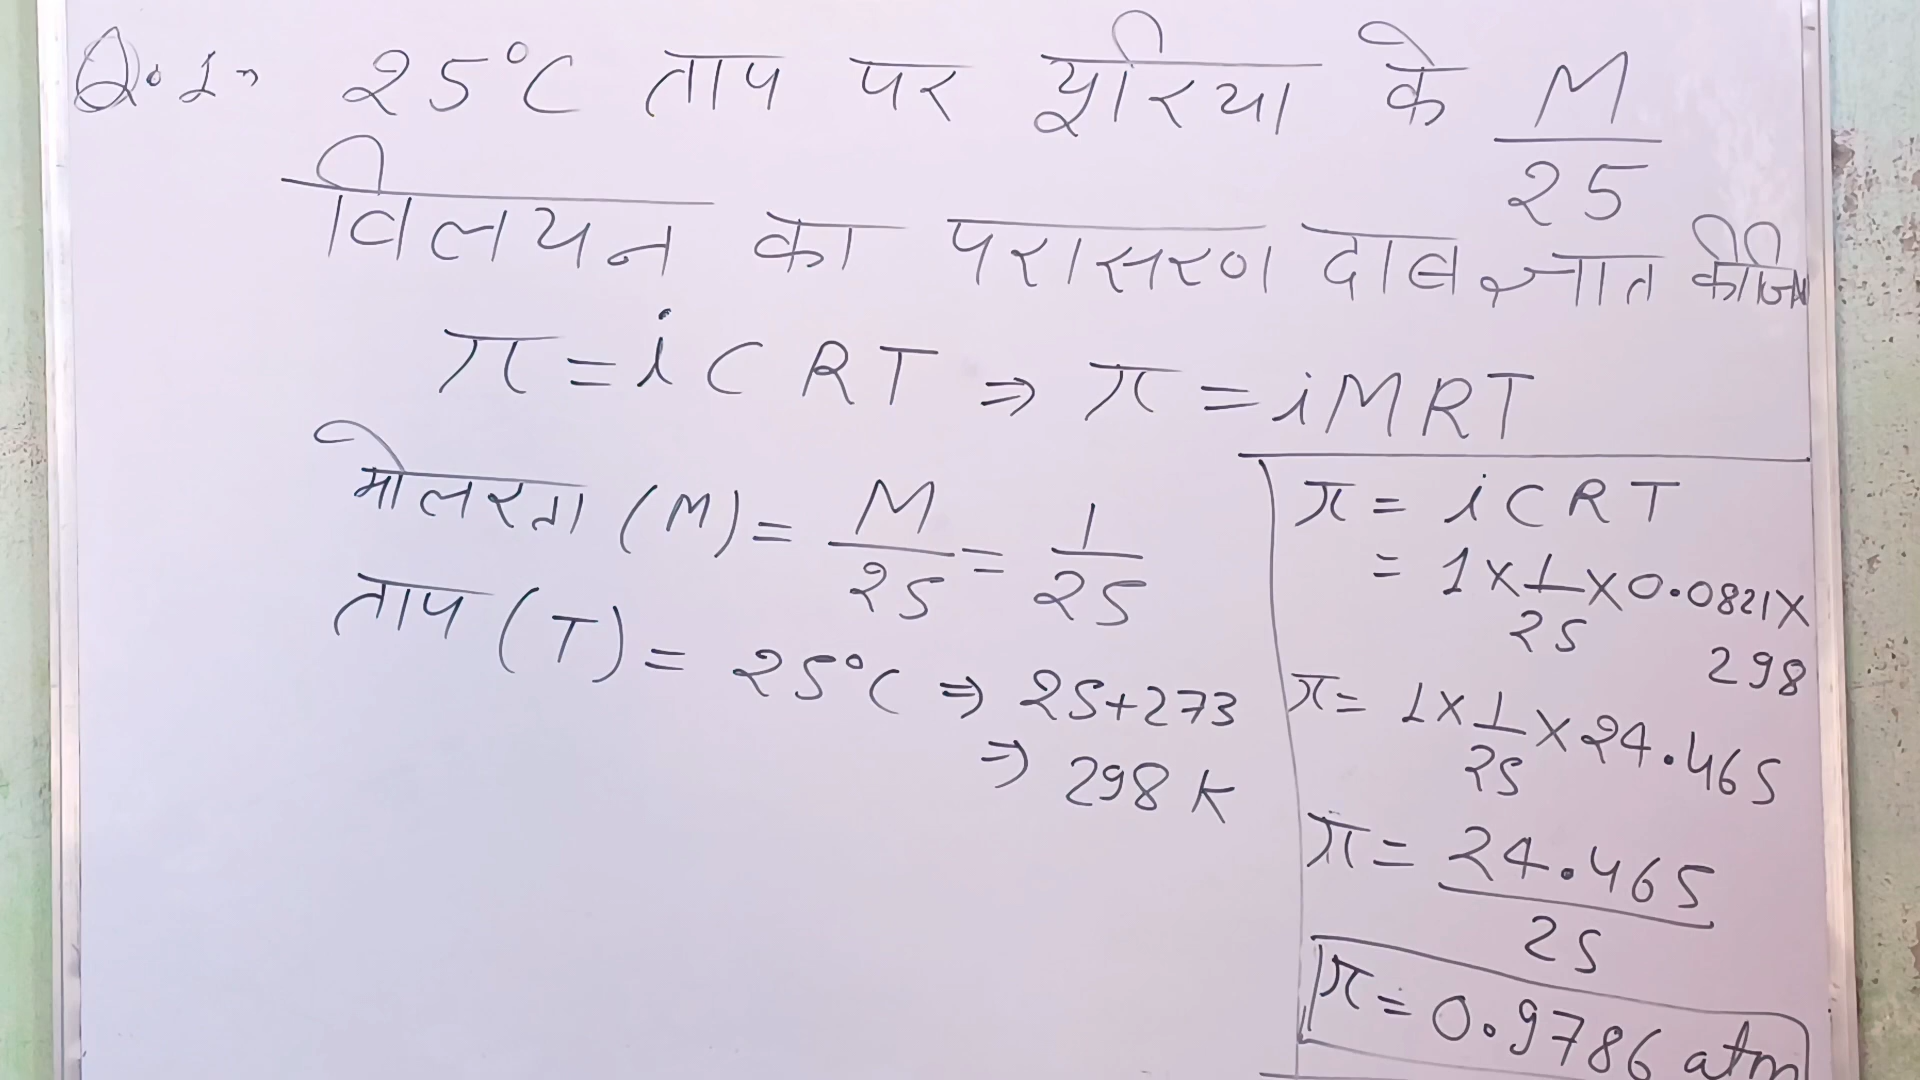 Q.1→ 25°C ताप पर यूरिया के M/25
विलयन का परासरण दाब ज्ञात कीजिए
π = i C R T ⇒ π = i M R T
मोलरता (M) = M/25 = 1/25
ताप (T) = 25°C ⇒ 25+273
⇒ 298 K
π = i C R T
= 1 × 1/25 × 0.0821 ×
298
π = 1 × 1/25 × 24.465
π = 24.465/25
π = 0.9786 atm